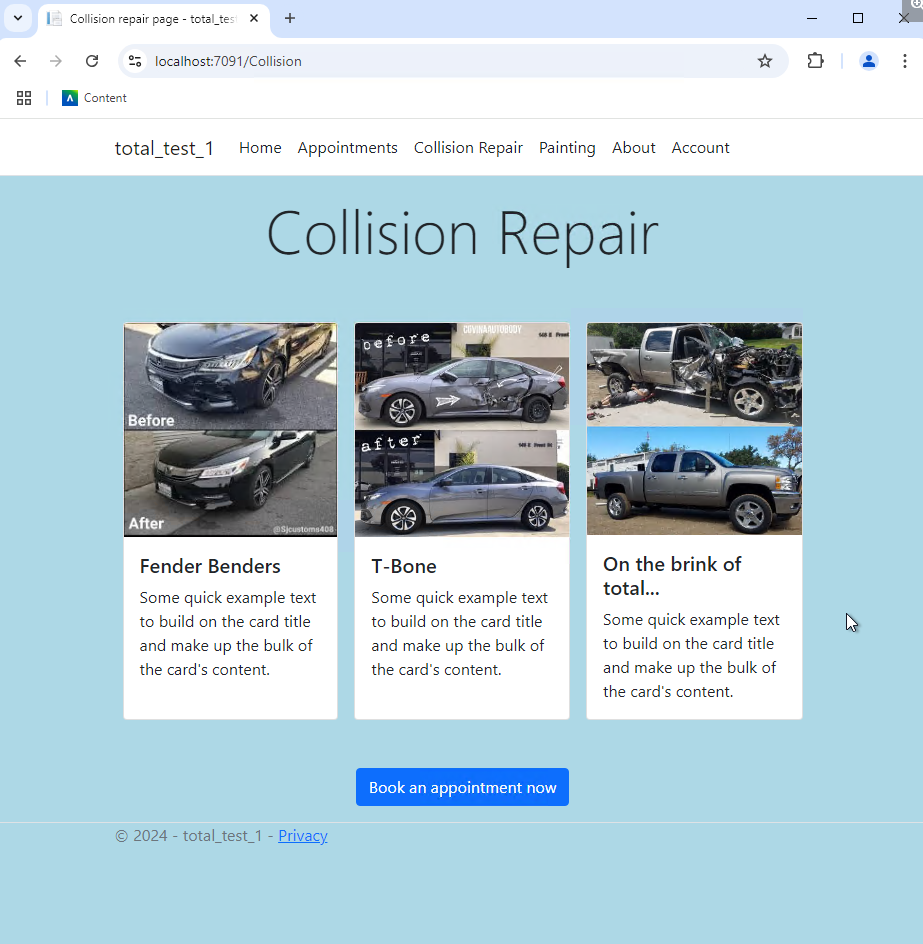 Collision repair page - total_tes
localhost:7091/Collision
Content
total_test_1 Home Appointments Collision Repair Painting About Account
Collision Repair
Before
After
@Sjcustoms408
before
COVINAAUTOBODY
after
Fender Benders
Some quick example text
to build on the card title
and make up the bulk of
the card's content.
T-Bone
Some quick example text
to build on the card title
and make up the bulk of
the card's content.
On the brink of
total...
Some quick example text
to build on the card title
and make up the bulk of
the card's content.
Book an appointment now
© 2024 - total_test_1 - Privacy